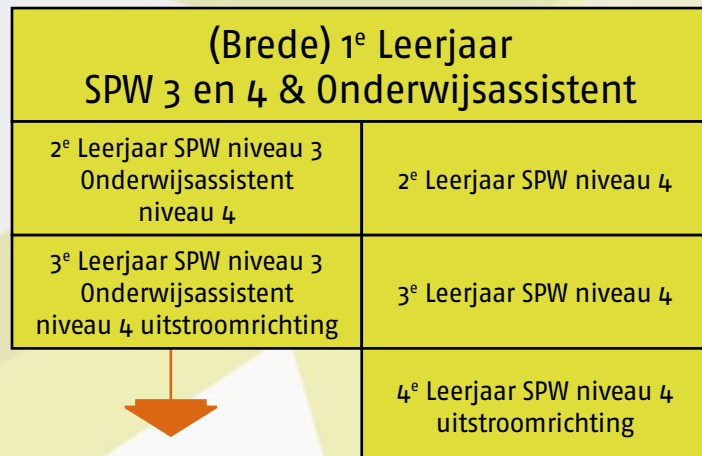 (Brede) 1e Leerjaar
SPW 3 en 4 & Onderwijsassistent
2e Leerjaar SPW niveau 3
Onderwijsassistent
niveau 4
2e Leerjaar SPW niveau 4
3e Leerjaar SPW niveau 3
Onderwijsassistent
niveau 4 uitstroomrichting
3e Leerjaar SPW niveau 4
4e Leerjaar SPW niveau 4
uitstroomrichting